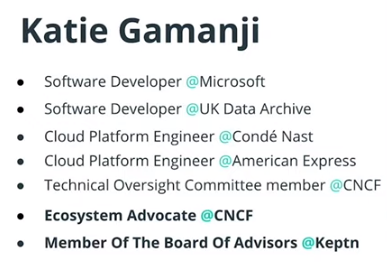 Katie Gamanji
• Software Developer @Microsoft
• Software Developer @UK Data Archive
• Cloud Platform Engineer @Condé Nast
• Cloud Platform Engineer @American Express
• Technical Oversight Committee member @CNCF
• Ecosystem Advocate @CNCF
• Member Of The Board Of Advisors @Keptn